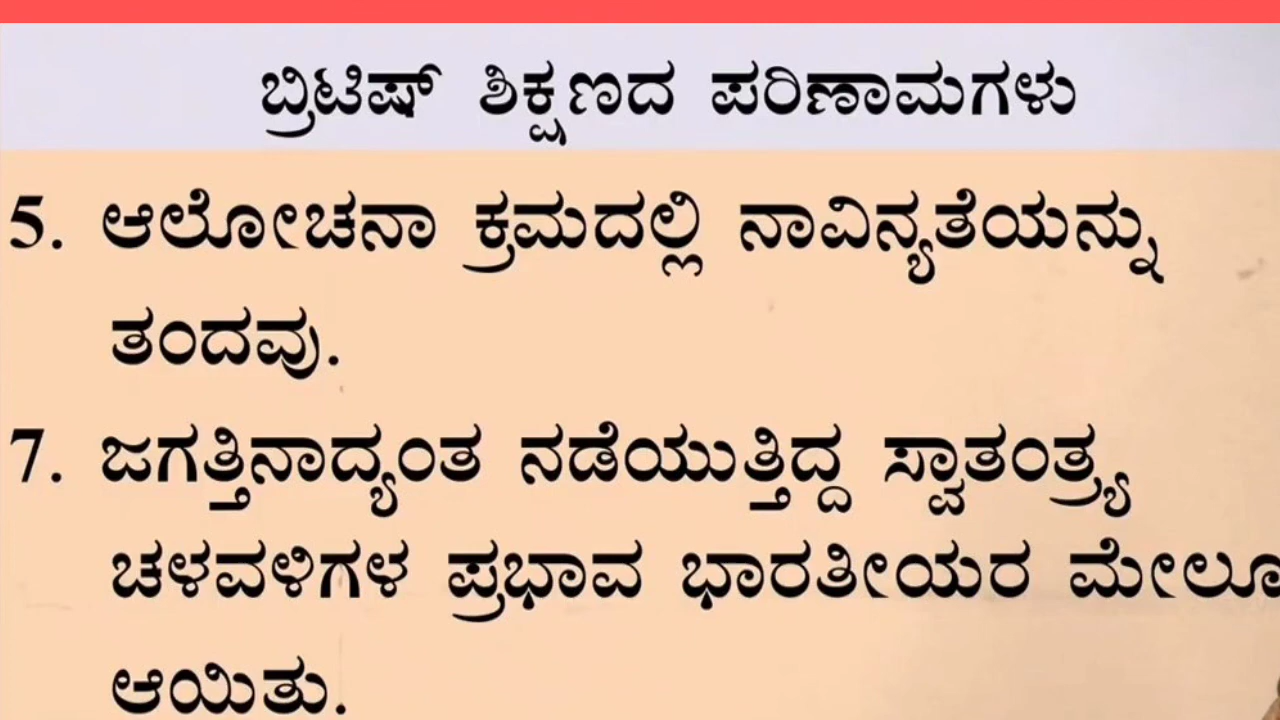 ಬ್ರಿಟಿಷ್ ಶಿಕ್ಷಣದ ಪರಿಣಾಮಗಳು
5. ಆಲೋಚನಾ ಕ್ರಮದಲ್ಲಿ ನಾವಿನ್ಯತೆಯನ್ನು
ತಂದವು.
7. ಜಗತ್ತಿನಾದ್ಯಂತ ನಡೆಯುತ್ತಿದ್ದ ಸ್ವಾತಂತ್ರ್ಯ
ಚಳವಳಿಗಳ ಪ್ರಭಾವ ಭಾರತೀಯರ ಮೇಲೂ
ಆಯಿತು.